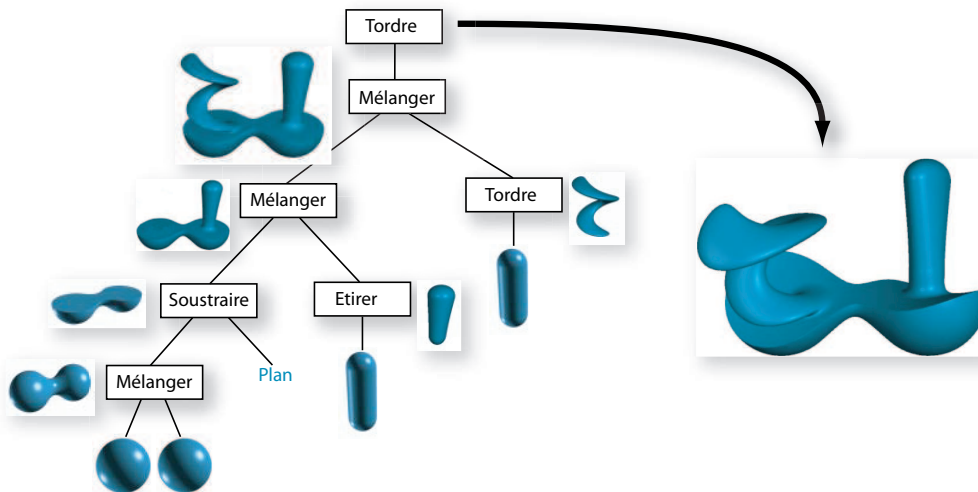 Tordre
Mélanger
Mélanger
Tordre
Soustraire
Etirer
Mélanger
Plan